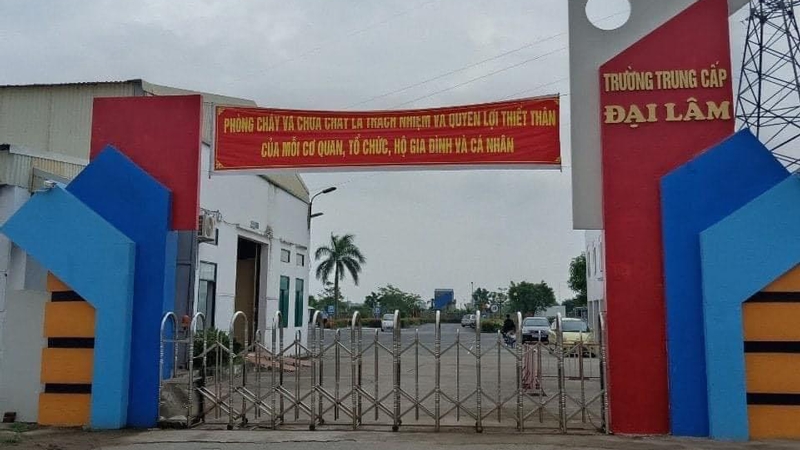 PHÒNG CHÁY VÀ CHỮA CHÁY LÀ TRÁCH NHIỆM VÀ QUYỀN LỢI THIẾT THÂN
CỦA MỖI CƠ QUAN, TỔ CHỨC, HỘ GIA ĐÌNH VÀ CÁ NHÂN
TRƯỜNG TRUNG CẤP
ĐẠI LÂM